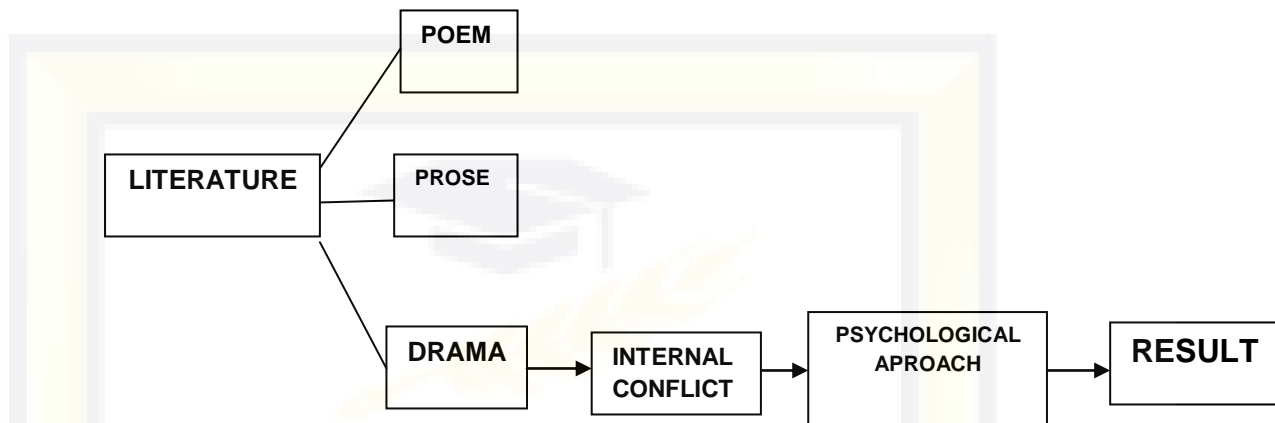 POEM
LITERATURE
PROSE
DRAMA
INTERNAL
CONFLICT
PSYCHOLOGICAL
APROACH
RESULT